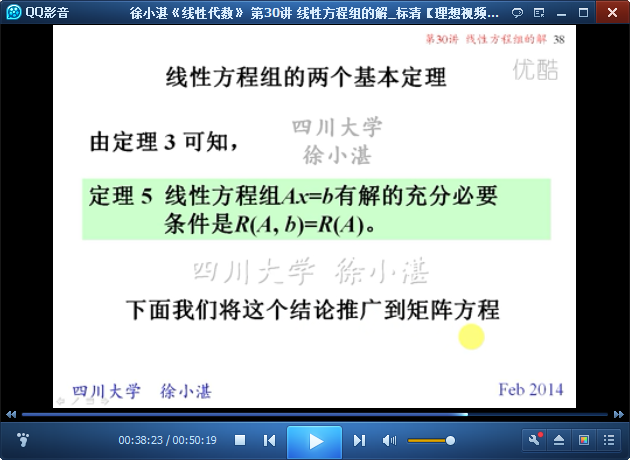 QQ影音
徐小湛《线性代数》 第30讲 线性方程组的解_标清【理想视频...
第30讲 线性方程组的解 38
优酷
线性方程组的两个基本定理
四川大学
由定理 3 可知，
徐小湛
定理 5 线性方程组Ax=b有解的充分必要
条件是R(A, b)=R(A)。
四川大学 徐小湛
下面我们将这个结论推广到矩阵方程
四川大学 徐小湛
Feb 2014
00:38:23 / 00:50:19